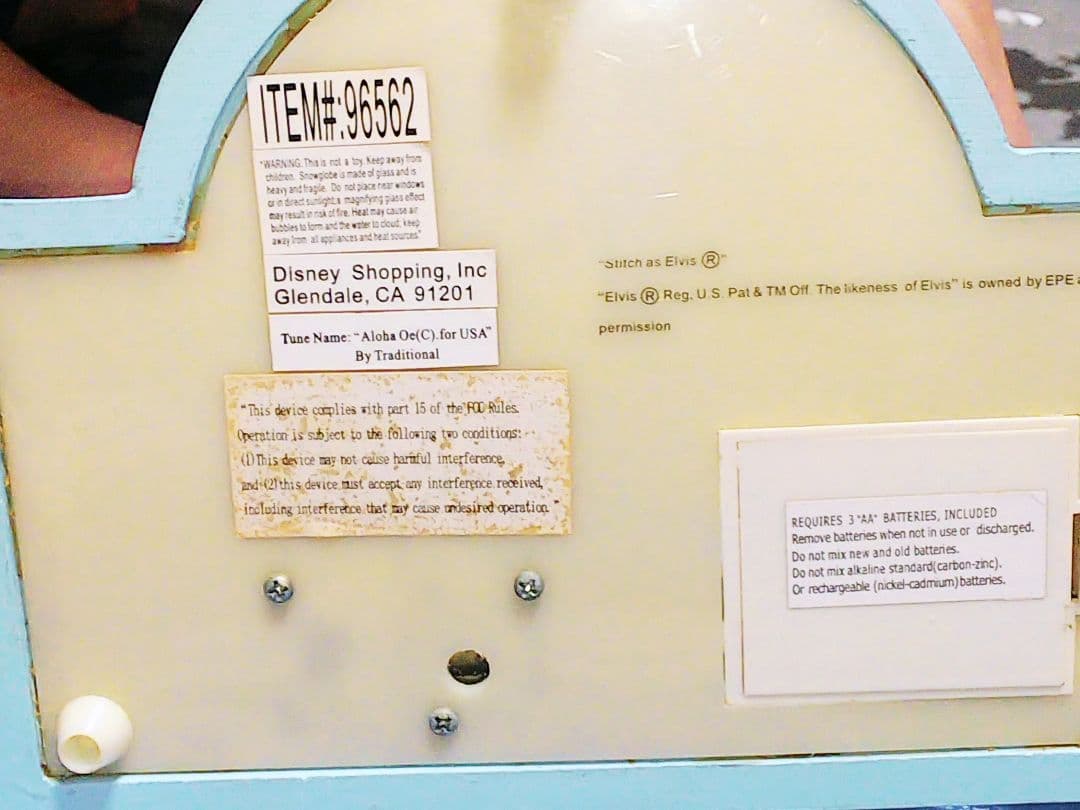 ITEM#:96562
"WARNING: This is not a toy. Keep away from
children. Snowglobe is made of glass and is
heavy and fragile. Do not place near windows
or in direct sunlight;a magnifying glass effect
may result in risk of fire. Heat may cause air
bubbles to form and the water to cloud; keep
away from all appliances and heat sources"
Disney Shopping, Inc
Glendale, CA 91201
Tune Name: "Aloha Oe(C).for USA"
By Traditional
"This device complies with part 15 of the FCC Rules.
Operation is subject to the following two conditions:
(1)This device may not cause harmful interference,
and (2)this device must accept any interference received,
including interference that may cause undesired operation."
"Stitch as Elvis ®"
"Elvis ® Reg. U.S. Pat & TM Off. The likeness of Elvis" is owned by EPE
permission
REQUIRES 3 "AA" BATTERIES, INCLUDED
Remove batteries when not in use or discharged.
Do not mix new and old batteries.
Do not mix alkaline standard(carbon-zinc).
Or rechargeable (nickel-cadmium)batteries.